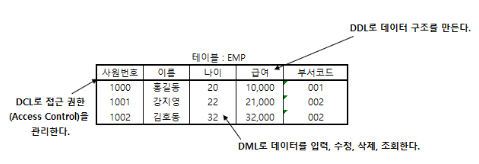 DDL로 데이터 구조를 만든다.
테이블 : EMP
사원번호 이름 나이 급여 부서코드
1000 홍길동 20 10,000 001
1001 강지영 22 21,000 002
1002 김호동 32 32,000 002
DCL로 접근 권한
(Access Control)을
관리한다.
DML로 데이터를 입력, 수정, 삭제, 조회한다.